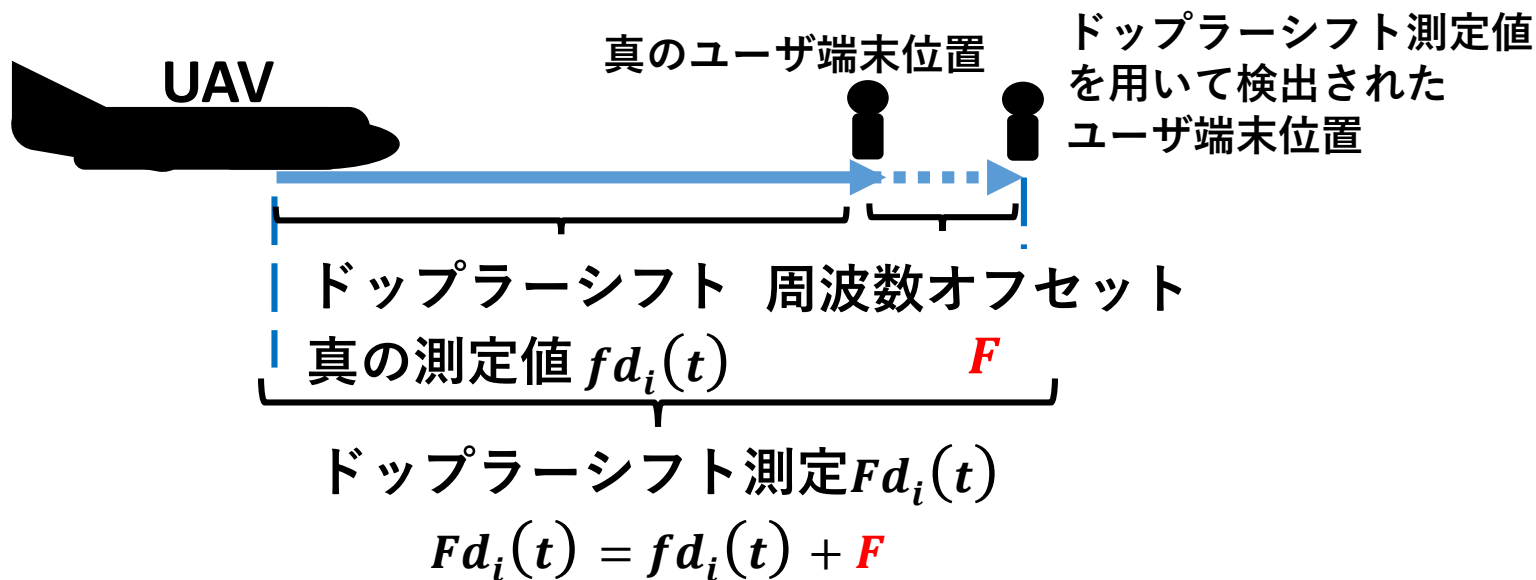 UAV
真のユーザ端末位置
ドップラーシフト測定値
を用いて検出された
ユーザ端末位置
ドップラーシフト
真の測定値 fd_i(t)
周波数オフセット
F
ドップラーシフト測定Fd_i(t)
Fd_i(t) = fd_i(t) + F